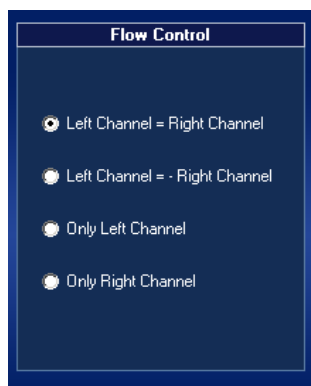 Flow Control
Left Channel = Right Channel
Left Channel = - Right Channel
Only Left Channel
Only Right Channel